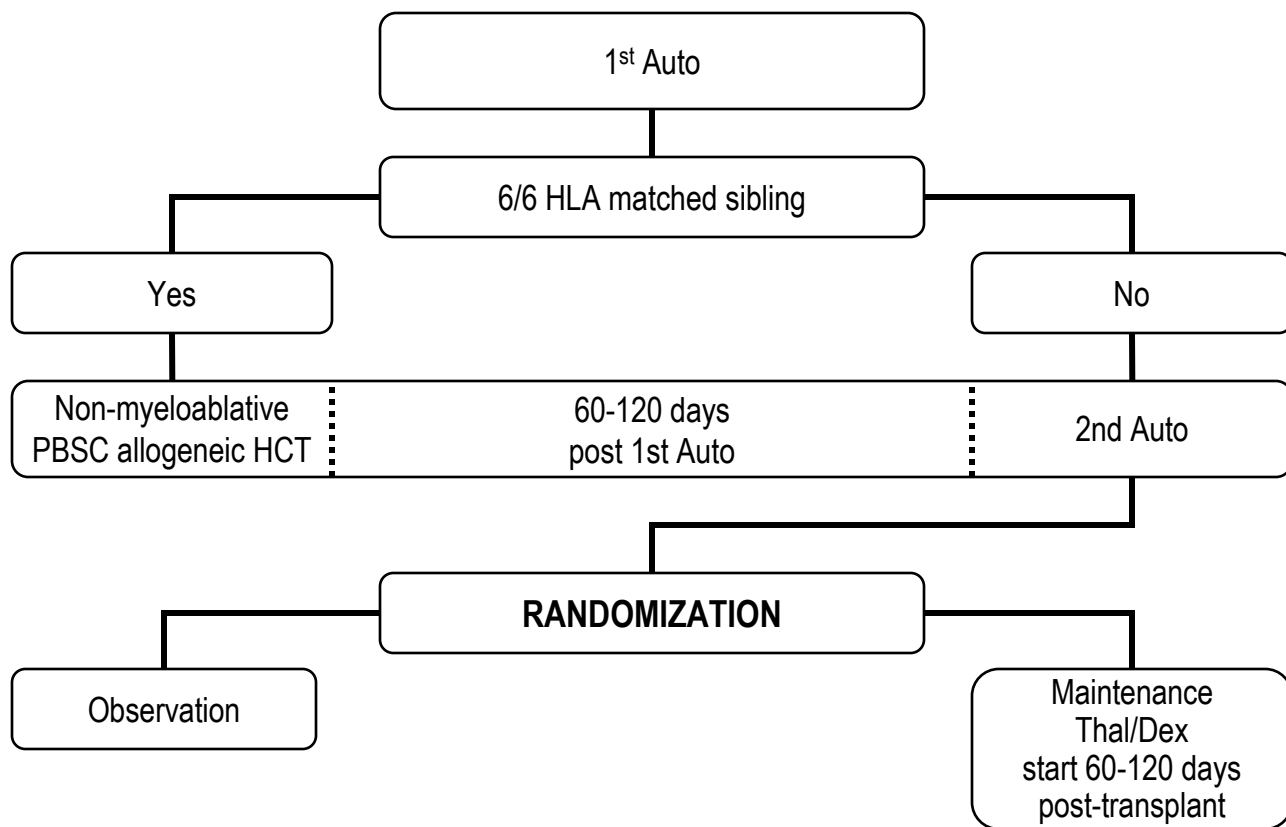 1st Auto
6/6 HLA matched sibling
Yes
No
Non-myeloablative
PBSC allogeneic HCT
60-120 days
post 1st Auto
2nd Auto
RANDOMIZATION
Observation
Maintenance
Thal/Dex
start 60-120 days
post-transplant